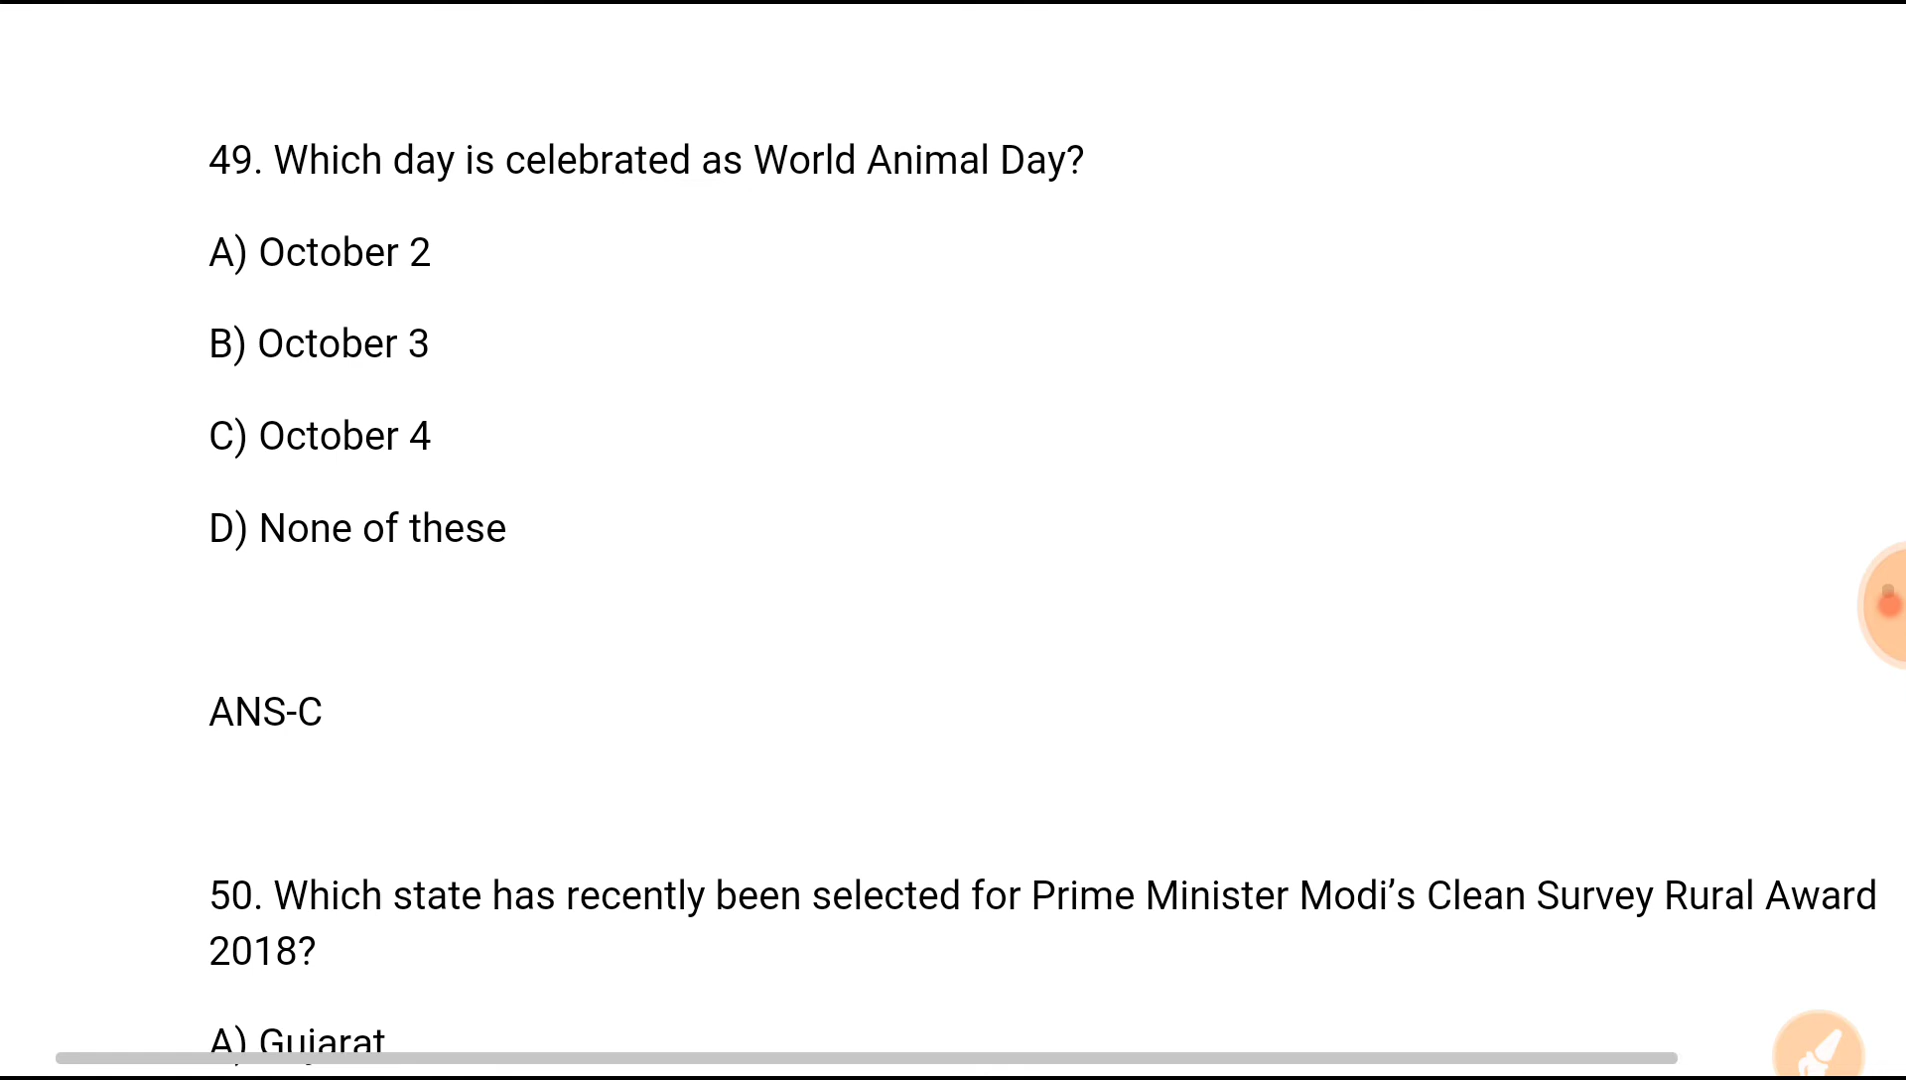 49. Which day is celebrated as World Animal Day?
A) October 2
B) October 3
C) October 4
D) None of these
ANS-C
50. Which state has recently been selected for Prime Minister Modi’s Clean Survey Rural Award
2018?
A) Gujarat